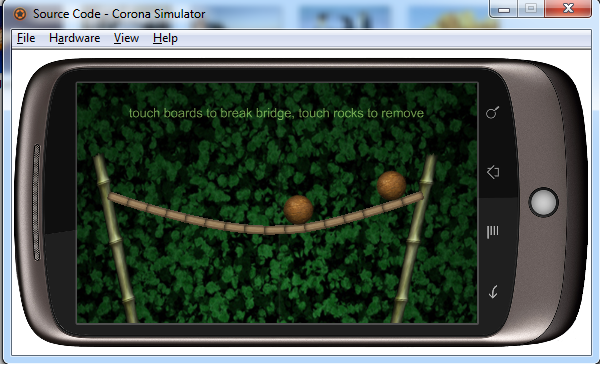 Source Code - Corona Simulator
File Hardware View Help
touch boards to break bridge, touch rocks to remove